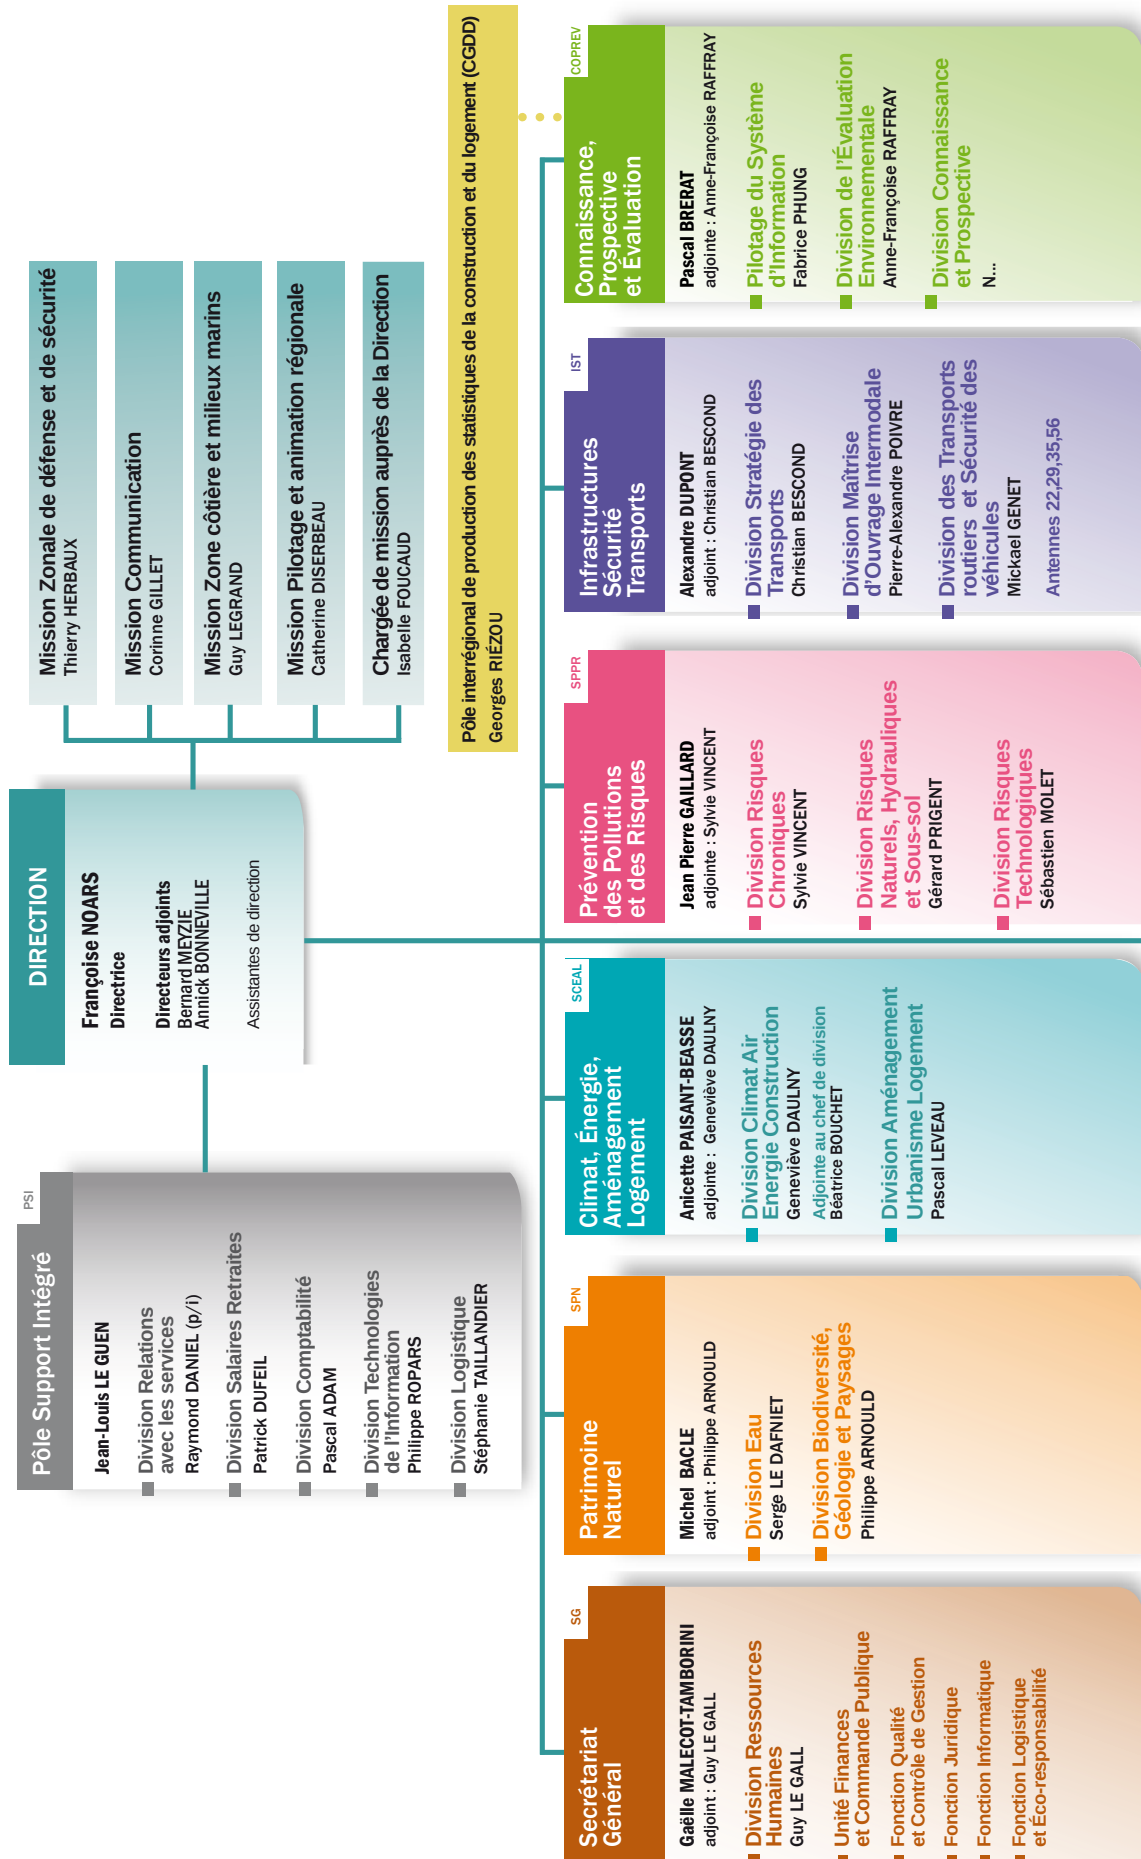 DIRECTION
Françoise NOARS
Directrice
Directeurs adjoints
Bernard MEYZIE
Annick BONNEVILLE
Assistantes de direction
Pôle Support Intégré
PSI
Jean-Louis LE GUEN
Division Relations
avec les services
Raymond DANIEL (p/i)
Division Salaires Retraites
Patrick DUFEIL
Division Comptabilité
Pascal ADAM
Division Technologies
de l'Information
Philippe ROPARS
Division Logistique
Stéphanie TAILLANDIER
Mission Zonale de défense et de sécurité
Thierry HERBAUX
Mission Communication
Corinne GILLET
Mission Zone côtière et milieux marins
Guy LEGRAND
Mission Pilotage et animation régionale
Catherine DISERBEAU
Chargée de mission auprès de la Direction
Isabelle FOUCAUD
Pôle interrégional de production des statistiques de la construction et du logement (CGDD)
Georges RIÉZOU
Secrétariat
Général
SG
Gaëlle MALECOT-TAMBORINI
adjoint : Guy LE GALL
Division Ressources
Humaines
Guy LE GALL
Unité Finances
et Commande Publique
Fonction Qualité
et Contrôle de Gestion
Fonction Juridique
Fonction Informatique
Fonction Logistique
et Éco-responsabilité
Patrimoine
Naturel
SPN
Michel BACLE
adjoint : Philippe ARNOULD
Division Eau
Serge LE DAFNIET
Division Biodiversité,
Géologie et Paysages
Philippe ARNOULD
Climat, Énergie,
Aménagement
Logement
SCEAL
Anicette PAISANT-BEASSE
adjointe : Geneviève DAULNY
Division Climat Air
Energie Construction
Geneviève DAULNY
Adjointe au chef de division
Béatrice BOUCHET
Division Aménagement
Urbanisme Logement
Pascal LEVEAU
Prévention
des Pollutions
et des Risques
SPPR
Jean Pierre GAILLARD
adjointe : Sylvie VINCENT
Division Risques
Chroniques
Sylvie VINCENT
Division Risques
Naturels, Hydrauliques
et Sous-sol
Gérard PRIGENT
Division Risques
Technologiques
Sébastien MOLET
Infrastructures
Sécurité
Transports
IST
Alexandre DUPONT
adjoint : Christian BESCOND
Division Stratégie des
Transports
Christian BESCOND
Division Maîtrise
d'Ouvrage Intermodale
Pierre-Alexandre POIVRE
Division des Transports
routiers et Sécurité des
véhicules
Mickael GENET
Antennes 22,29,35,56
Connaissance,
Prospective
et Évaluation
COPREV
Pascal BRERAT
adjointe : Anne-Françoise RAFFRAY
Pilotage du Système
d'Information
Fabrice PHUNG
Division de l'Évaluation
Environnementale
Anne-Françoise RAFFRAY
Division Connaissance
et Prospective
N...